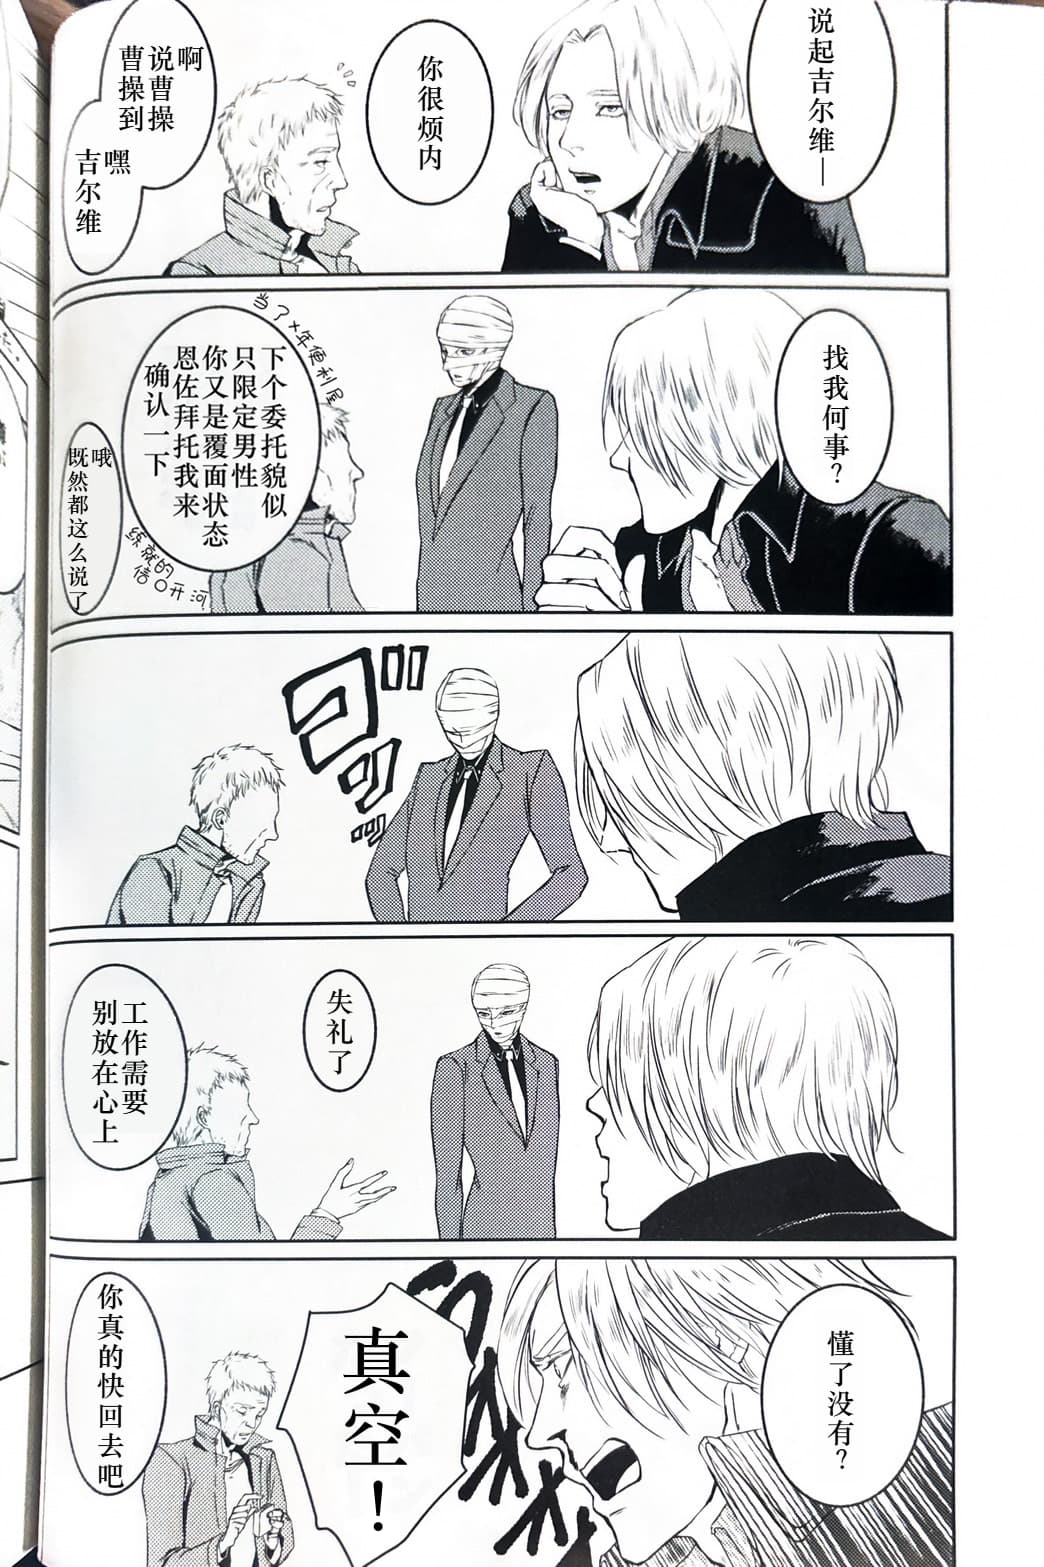 说起吉尔维—
你很烦内
啊
说曹操
曹操到
嘿
吉尔维
找我何事？
下个委托貌似
只限定男性
你又是覆面状态
恩佐拜托我来
确认一下
当了×年便利屋
练就的
信口开河
哦
既然都这么说了
失礼了
工作需要
别放在心上
懂了没有？
真空！
你真的快回去吧